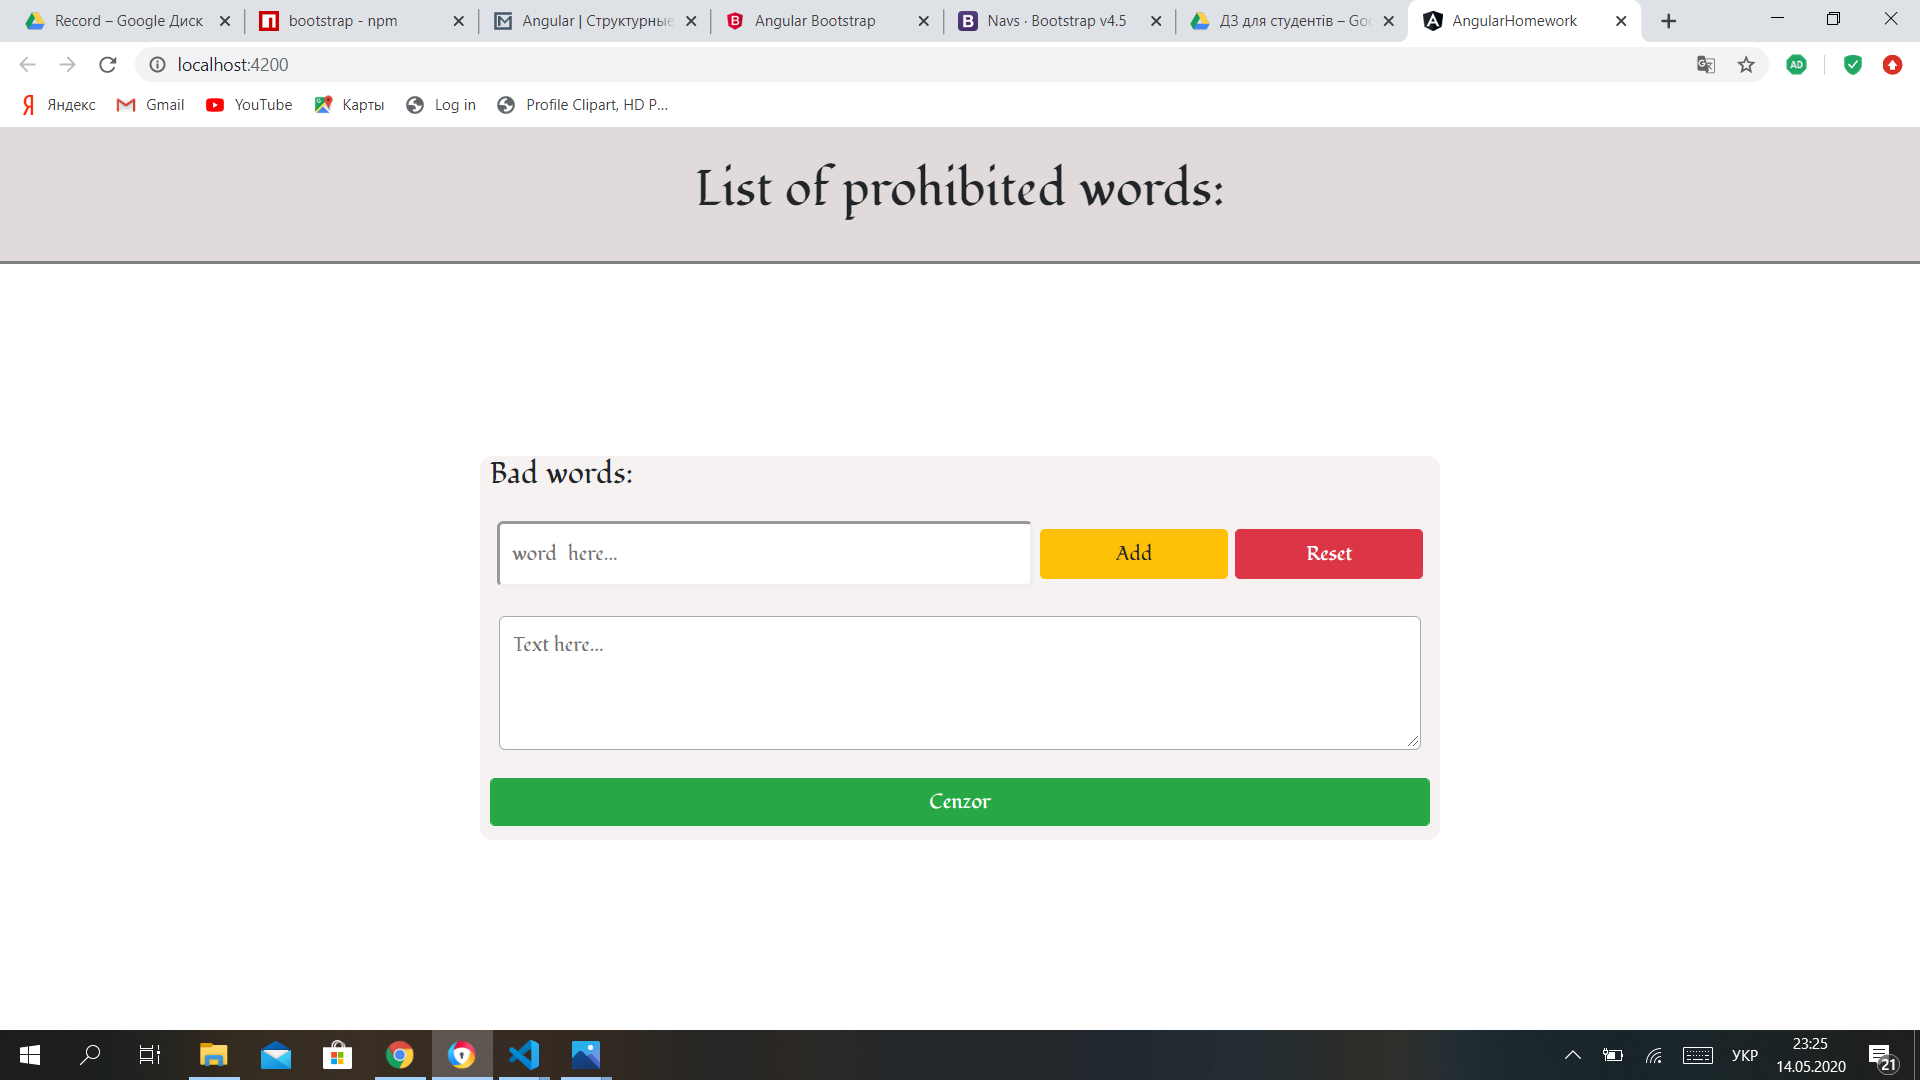 Record – Google Диск
bootstrap - npm
Angular | Структурные
Angular Bootstrap
Navs · Bootstrap v4.5
ДЗ для студентів – Goo
AngularHomework
localhost:4200
AD
Яндекс
Gmail
YouTube
Карты
Log in
Profile Clipart, HD P...
List of prohibited words:
Bad words:
word here...
Add
Reset
Text here...
Cenzor
УКР
23:25
14.05.2020
21